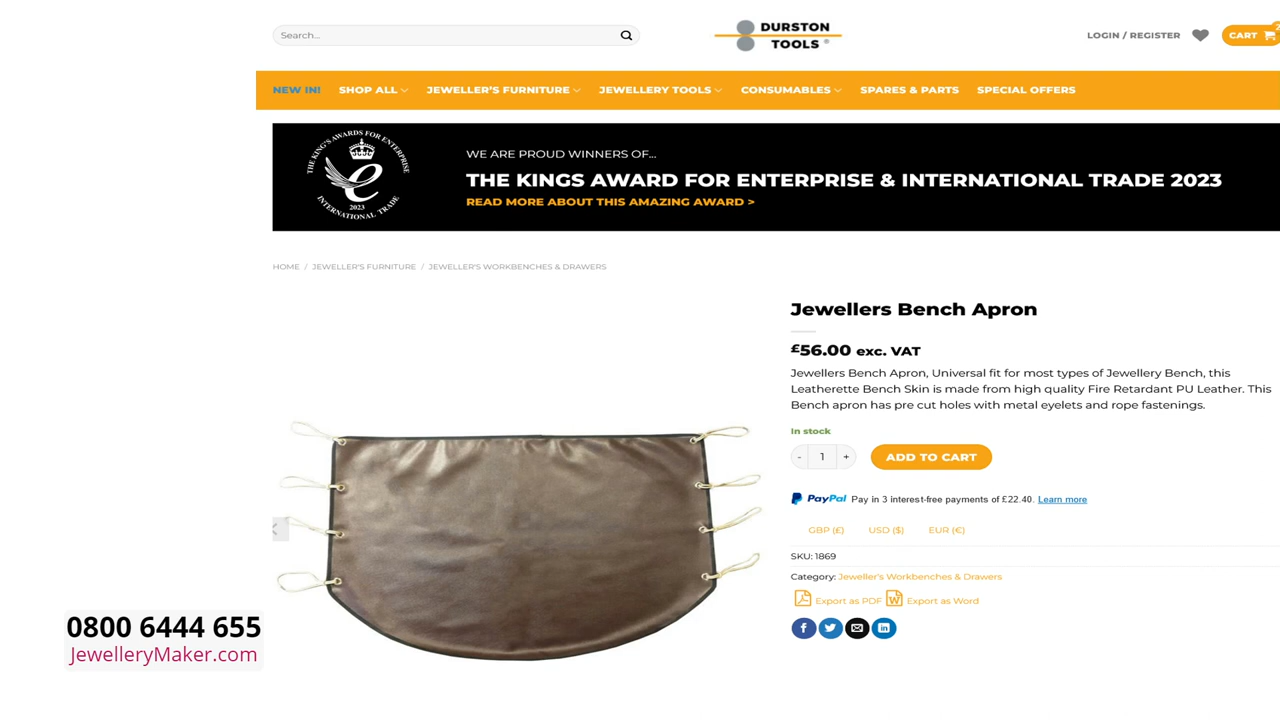 Search...
DURSTON
TOOLS ®
LOGIN / REGISTER
CART
NEW IN!
SHOP ALL
JEWELLER'S FURNITURE
JEWELLERY TOOLS
CONSUMABLES
SPARES & PARTS
SPECIAL OFFERS
THE KING'S AWARDS FOR ENTERPRISE
2023
INTERNATIONAL TRADE
WE ARE PROUD WINNERS OF...
THE KINGS AWARD FOR ENTERPRISE & INTERNATIONAL TRADE 2023
READ MORE ABOUT THIS AMAZING AWARD >
HOME / JEWELLER'S FURNITURE / JEWELLER'S WORKBENCHES & DRAWERS
Jewellers Bench Apron
£56.00 exc. VAT
Jewellers Bench Apron, Universal fit for most types of Jewellery Bench, this
Leatherette Bench Skin is made from high quality Fire Retardant PU Leather. This
Bench apron has pre cut holes with metal eyelets and rope fastenings.
In stock
- 1 +
ADD TO CART
PayPal Pay in 3 interest-free payments of £22.40. Learn more
GBP (£) USD ($) EUR (€)
SKU: 1869
Category: Jeweller's Workbenches & Drawers
Export as PDF Export as Word
0800 6444 655
JewelleryMaker.com